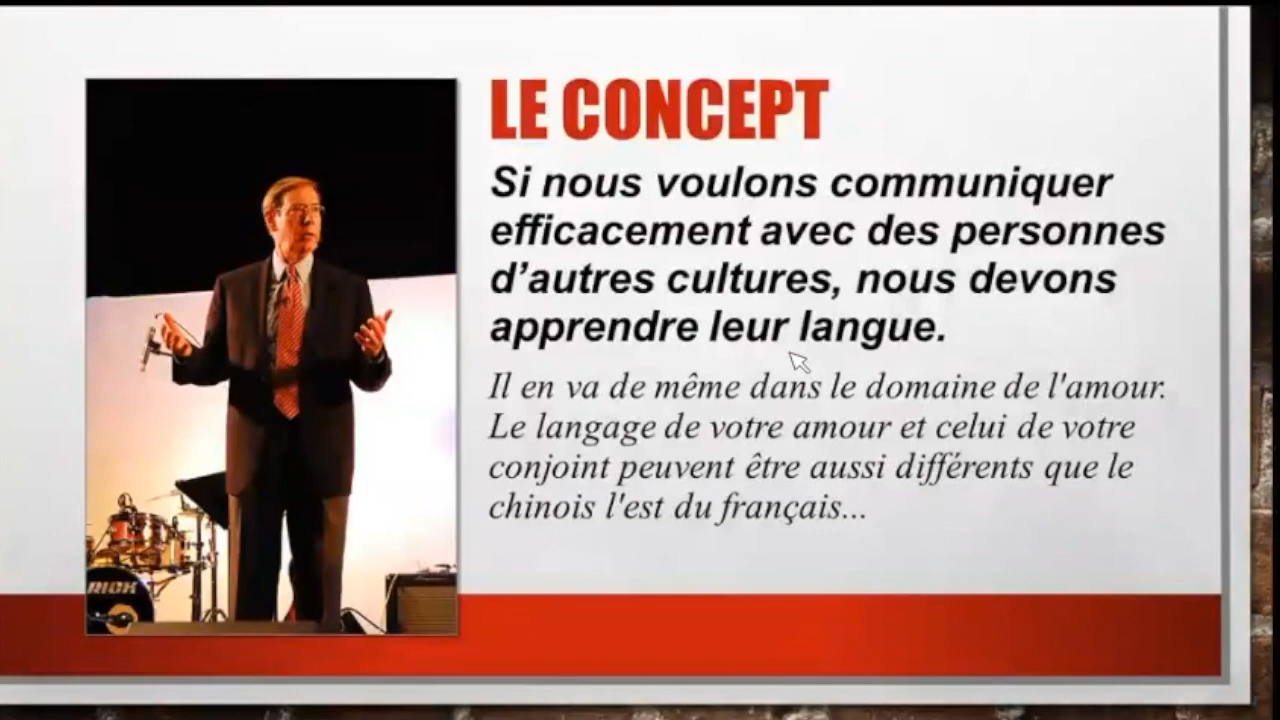 LE CONCEPT
Si nous voulons communiquer
efficacement avec des personnes
d’autres cultures, nous devons
apprendre leur langue.
Il en va de même dans le domaine de l'amour.
Le langage de votre amour et celui de votre
conjoint peuvent être aussi différents que le
chinois l'est du français...
RICK